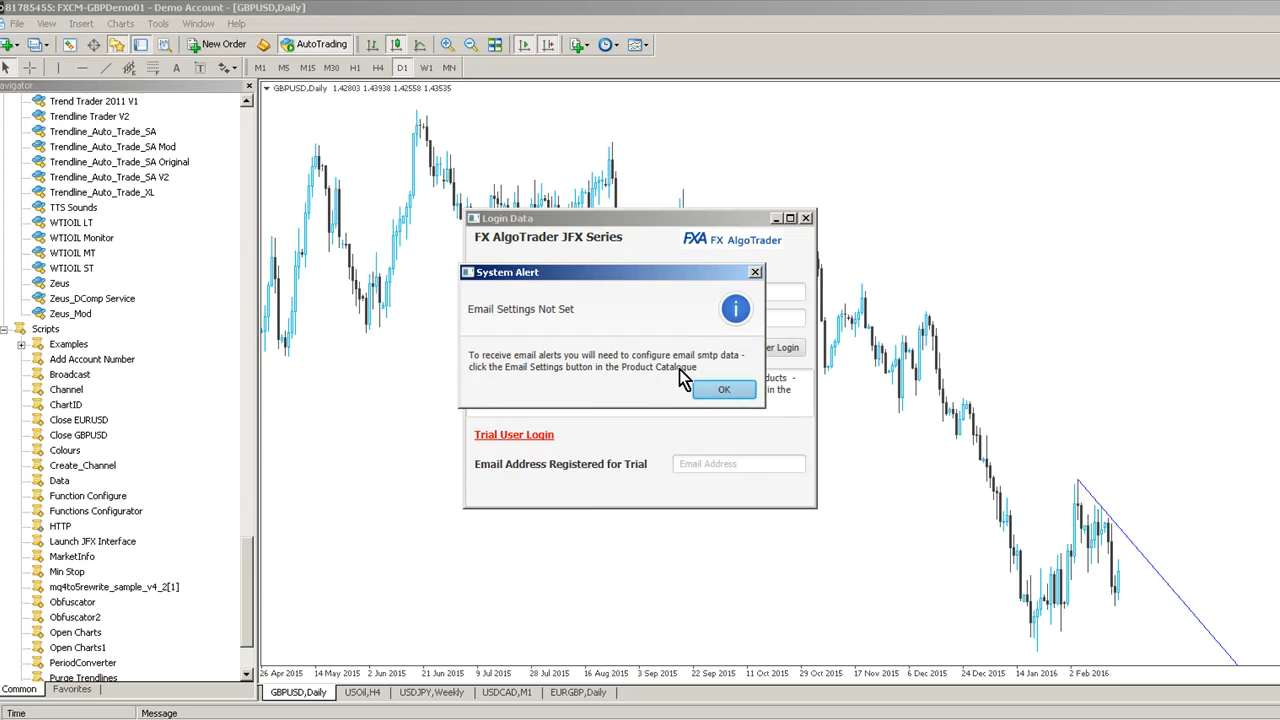 81785455: FXCM-GBPDemo01 - Demo Account - [GBPUSD,Daily]
File View Insert Charts Tools Window Help
New Order AutoTrading
A T M1 M5 M15 M30 H1 H4 D1 W1 MN
avigator
GBPUSD,Daily 1.42803 1.43938 1.42558 1.43535
Trend Trader 2011 V1
Trendline Trader V2
Trendline_Auto_Trade_SA
Trendline_Auto_Trade_SA Mod
Trendline_Auto_Trade_SA Original
Trendline_Auto_Trade_SA V2
Trendline_Auto_Trade_XL
TTS Sounds
WTIOIL LT
WTIOIL Monitor
WTIOIL MT
WTIOIL ST
Zeus
Zeus_DComp Service
Zeus_Mod
Scripts
Examples
Add Account Number
Broadcast
Channel
ChartID
Close EURUSD
Close GBPUSD
Colours
Create_Channel
Data
Function Configure
Functions Configurator
HTTP
Launch JFX Interface
MarketInfo
Min Stop
mq4to5rewrite_sample_v4_2[1]
Obfuscator
Obfuscator2
Open Charts
Open Charts1
PeriodConverter
Purge Trendlines
Common Favorites
Login Data
FX AlgoTrader JFX Series
FXA FX AlgoTrader
System Alert
Email Settings Not Set
i
To receive email alerts you will need to configure email smtp data -
click the Email Settings button in the Product Catalogue
OK
er Login
ducts -
in the
Trial User Login
Email Address Registered for Trial
Email Address
26 Apr 2015 14 May 2015 2 Jun 2015 21 Jun 2015 9 Jul 2015 28 Jul 2015 16 Aug 2015 3 Sep 2015 22 Sep 2015 11 Oct 2015 29 Oct 2015 17 Nov 2015 6 Dec 2015 24 Dec 2015 14 Jan 2016 2 Feb 2016
GBPUSD,Daily USOil,H4 USDJPY,Weekly USDCAD,M1 EURGBP,Daily
Time Message